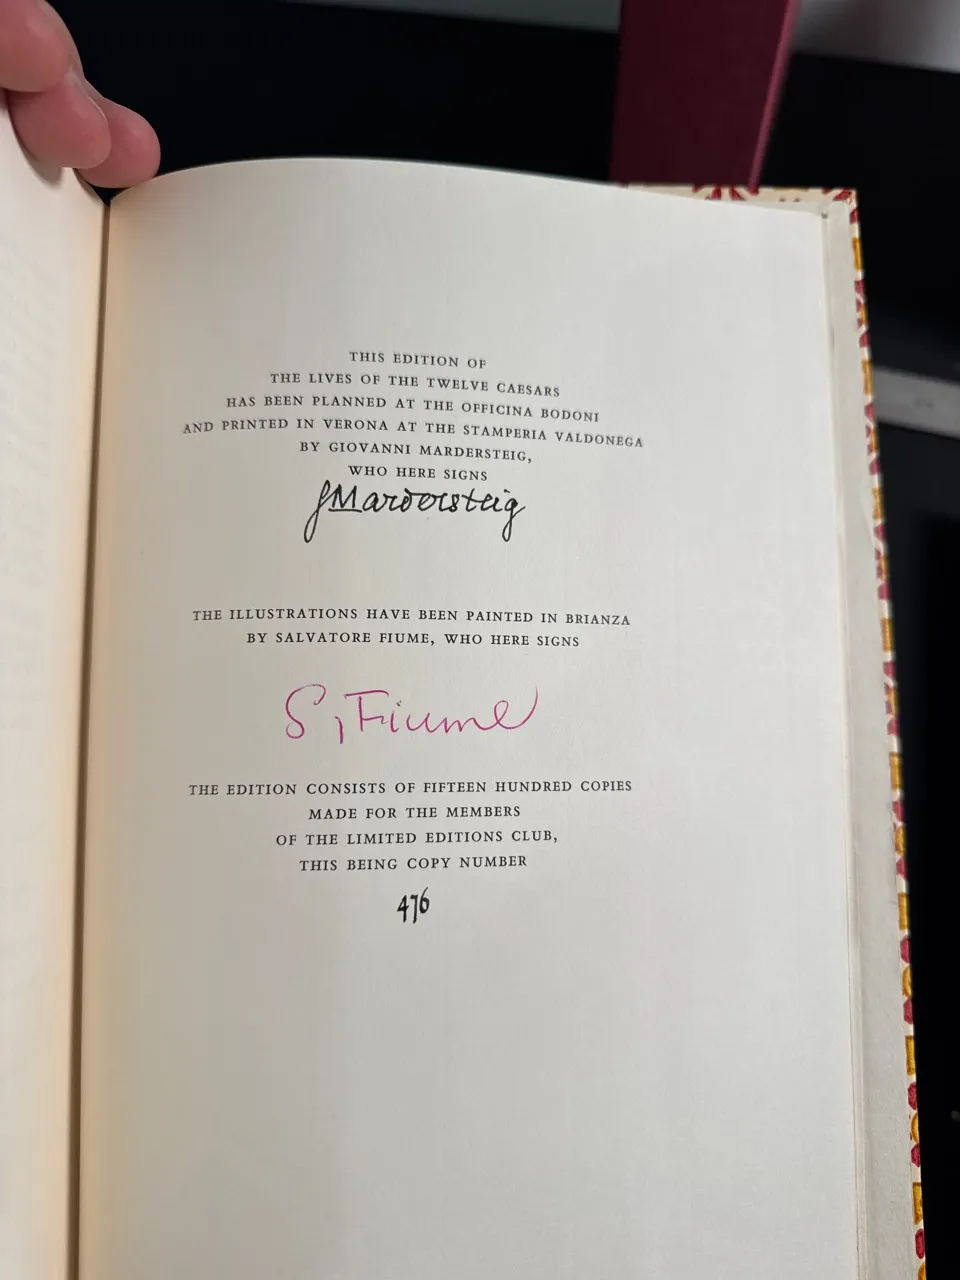 THIS EDITION OF
THE LIVES OF THE TWELVE CAESARS
HAS BEEN PLANNED AT THE OFFICINA BODONI
AND PRINTED IN VERONA AT THE STAMPERIA VALDONEGA
BY GIOVANNI MARDERSTEIG,
WHO HERE SIGNS
GMardersteig
THE ILLUSTRATIONS HAVE BEEN PAINTED IN BRIANZA
BY SALVATORE FIUME, WHO HERE SIGNS
S, Fiume
THE EDITION CONSISTS OF FIFTEEN HUNDRED COPIES
MADE FOR THE MEMBERS
OF THE LIMITED EDITIONS CLUB,
THIS BEING COPY NUMBER
476